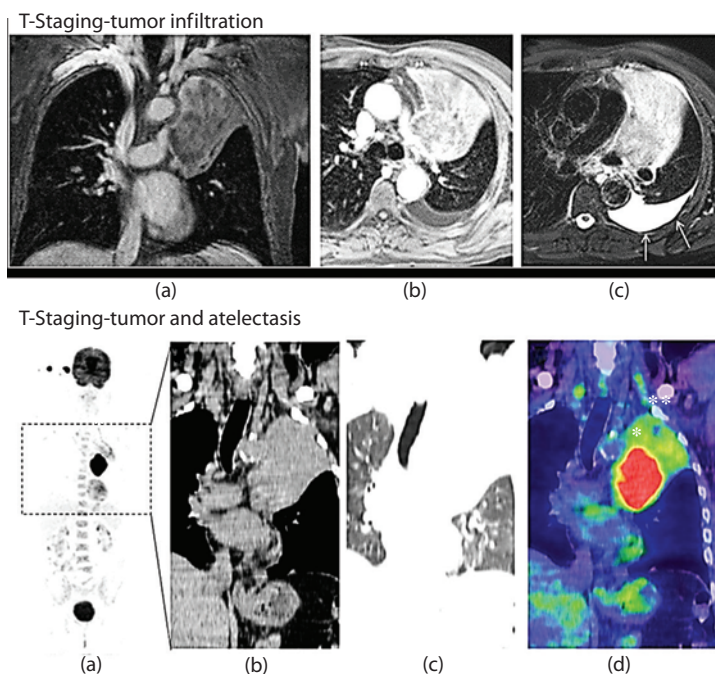 T-Staging-tumor infiltration
(a) (b) (c)
T-Staging-tumor and atelectasis
*
**
(a) (b) (c) (d)